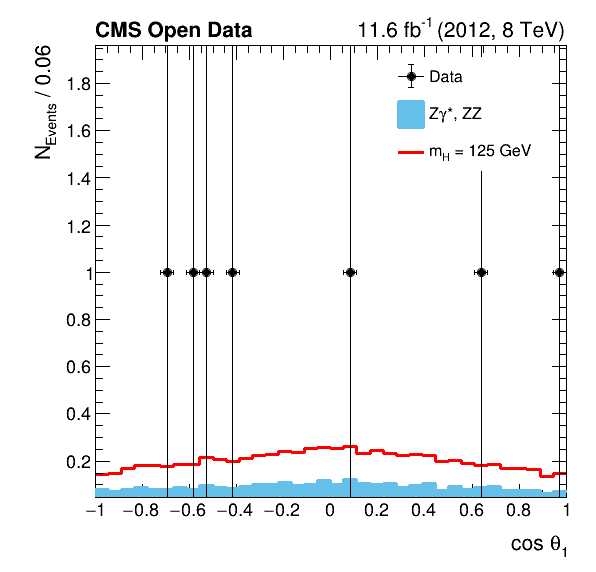 CMS Open Data 11.6 fb⁻¹ (2012, 8 TeV)
N_Events / 0.06
Data
Zγ*, ZZ
m_H = 125 GeV
1.8
1.6
1.4
1.2
1
0.8
0.6
0.4
0.2
−1 −0.8 −0.6 −0.4 −0.2 0 0.2 0.4 0.6 0.8 1
cos θ₁